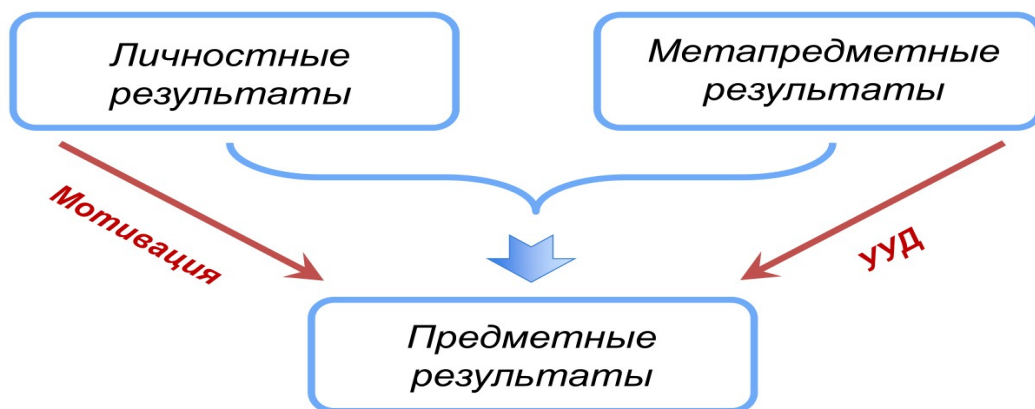 Личностные
результаты
Метапредметные
результаты
Мотивация
УУД
Предметные
результаты